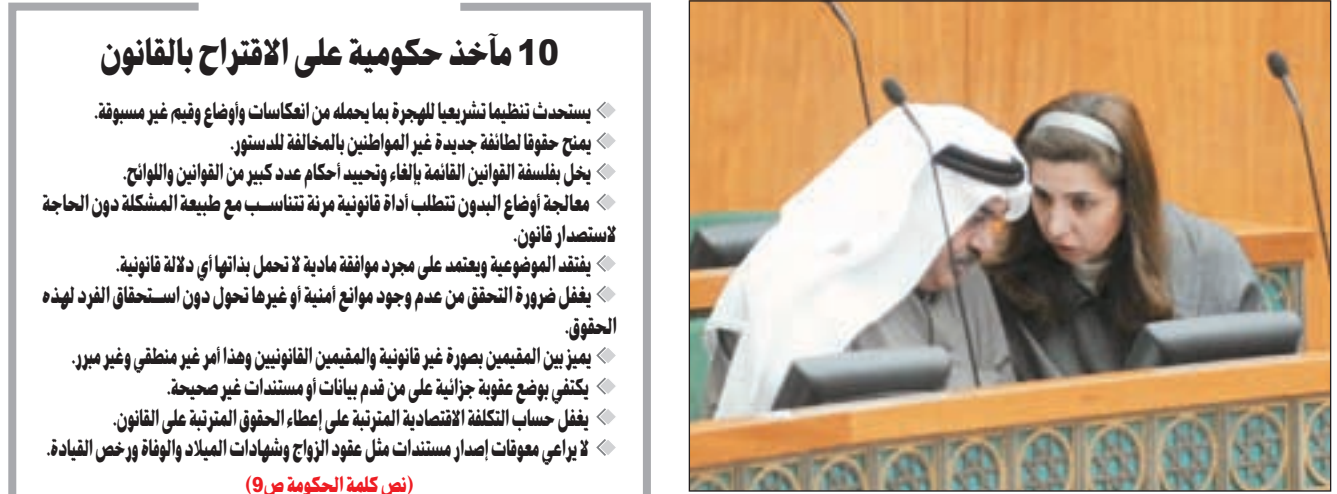 10 مآخذ حكومية على الاقتراح بالقانون
يستحدث تنظيما تشريعيا للهجرة بما يحمله من انعكاسات وأوضاع وقيم غير مسبوقة.
يمنح حقوقا لطائفة جديدة غير المواطنين بالمخالفة للدستور.
يخل بفلسفة القوانين القائمة بإلغاء وتحييد أحكام عدد كبير من القوانين واللوائح.
معالجة أوضاع البدون تتطلب أداة قانونية مرنة تتناسب مع طبيعة المشكلة دون الحاجة
لاستصدار قانون.
يفتقد الموضوعية ويعتمد على مجرد موافقة مادية لا تحمل بذاتها أي دلالة قانونية.
يغفل ضرورة التحقق من عدم وجود موانع أمنية أو غيرها تحول دون استحقاق الفرد لهذه
الحقوق.
يميز بين المقيمين بصورة غير قانونية والمقيمين القانونيين وهذا أمر غير منطقي وغير مبرر.
يكتفي بوضع عقوبة جزائية على من قدم بيانات أو مستندات غير صحيحة.
يغفل حساب التكلفة الاقتصادية المترتبة على إعطاء الحقوق المترتبة على القانون.
لا يراعي معوقات إصدار مستندات مثل عقود الزواج وشهادات الميلاد والوفاة ورخص القيادة.
(نص كلمة الحكومة ص9)